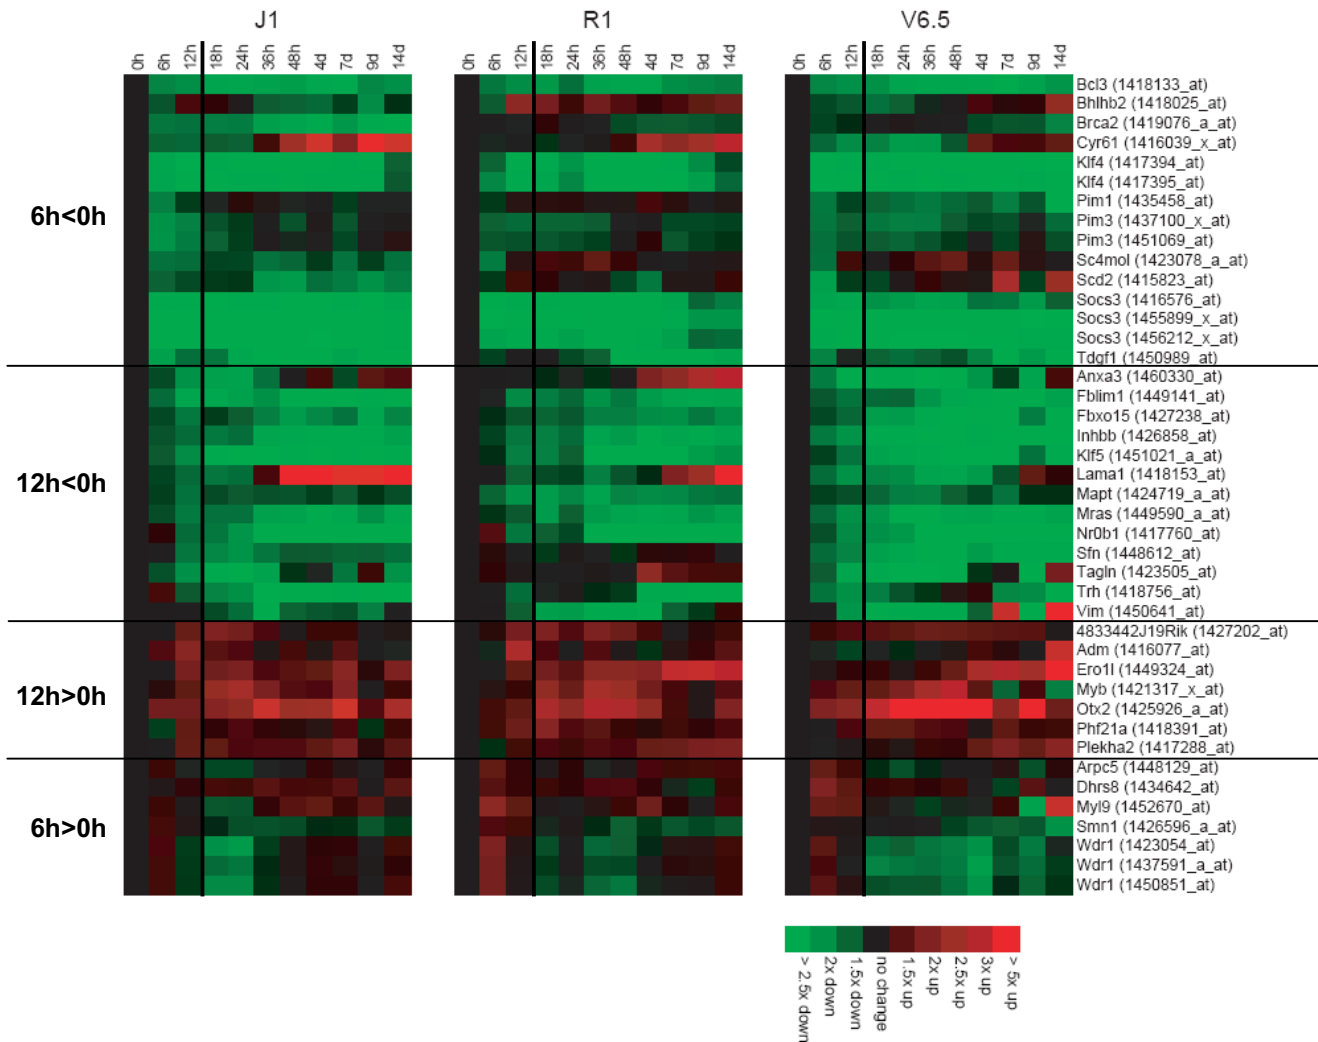 J1 R1 V6.5
0h 6h 12h 18h 24h 36h 48h 4d 7d 9d 14d
0h 6h 12h 18h 24h 36h 48h 4d 7d 9d 14d
0h 6h 12h 18h 24h 36h 48h 4d 7d 9d 14d
6h<0h
Bcl3 (1418133_at)
Bhlhb2 (1418025_at)
Brca2 (1419076_a_at)
Cyr61 (1416039_x_at)
Klf4 (1417394_at)
Klf4 (1417395_at)
Pim1 (1435458_at)
Pim3 (1437100_x_at)
Pim3 (1451069_at)
Sc4mol (1423078_a_at)
Scd2 (1415823_at)
Socs3 (1416576_at)
Socs3 (1455899_x_at)
Socs3 (1456212_x_at)
Tdgf1 (1450989_at)
12h<0h
Anxa3 (1460330_at)
Fblim1 (1449141_at)
Fbxo15 (1427238_at)
Inhbb (1426858_at)
Klf5 (1451021_a_at)
Lama1 (1418153_at)
Mapt (1424719_a_at)
Mras (1449590_a_at)
Nr0b1 (1417760_at)
Sfn (1448612_at)
Tagln (1423505_at)
Trh (1418756_at)
Vim (1450641_at)
12h>0h
4833442J19Rik (1427202_at)
Adm (1416077_at)
Ero1l (1449324_at)
Myb (1421317_x_at)
Otx2 (1425926_a_at)
Phf21a (1418391_at)
Plekha2 (1417288_at)
6h>0h
Arpc5 (1448129_at)
Dhrs8 (1434642_at)
Myl9 (1452670_at)
Smn1 (1426596_a_at)
Wdr1 (1423054_at)
Wdr1 (1437591_a_at)
Wdr1 (1450851_at)
> 2.5x down
2x down
1.5x down
no change
1.5x up
2x up
2.5x up
3x up
> 5x up